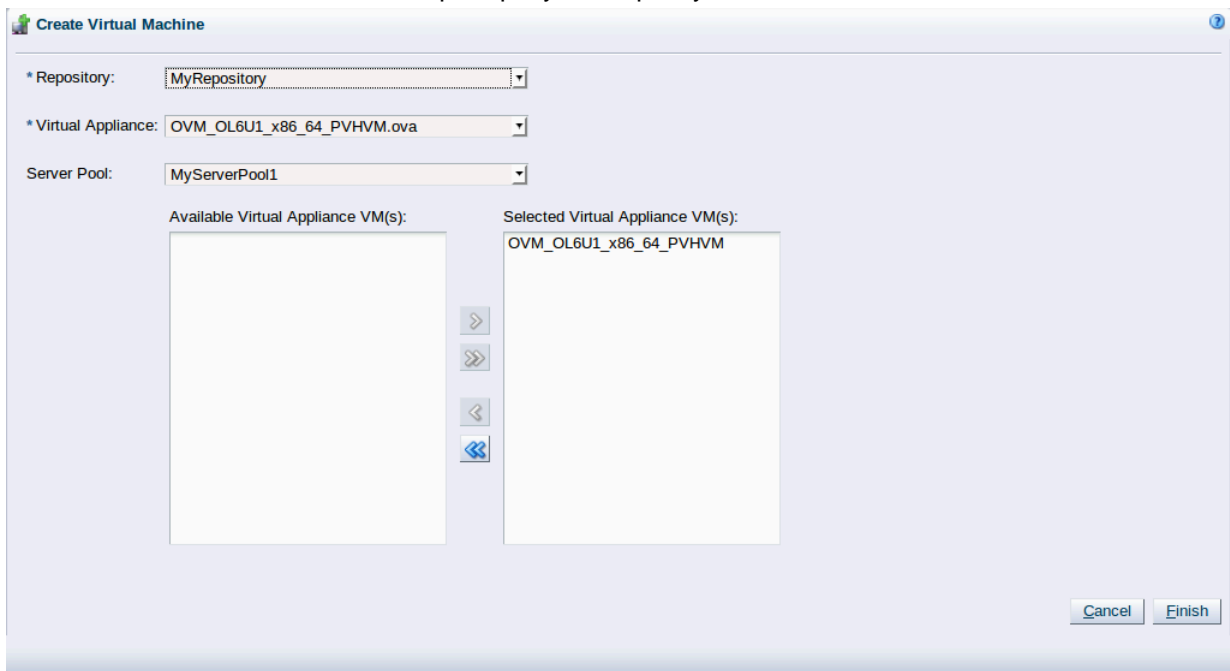 Create Virtual Machine
* Repository: MyRepository
* Virtual Appliance: OVM_OL6U1_x86_64_PVHVM.ova
Server Pool: MyServerPool1
Available Virtual Appliance VM(s): Selected Virtual Appliance VM(s):
OVM_OL6U1_x86_64_PVHVM
Cancel Finish